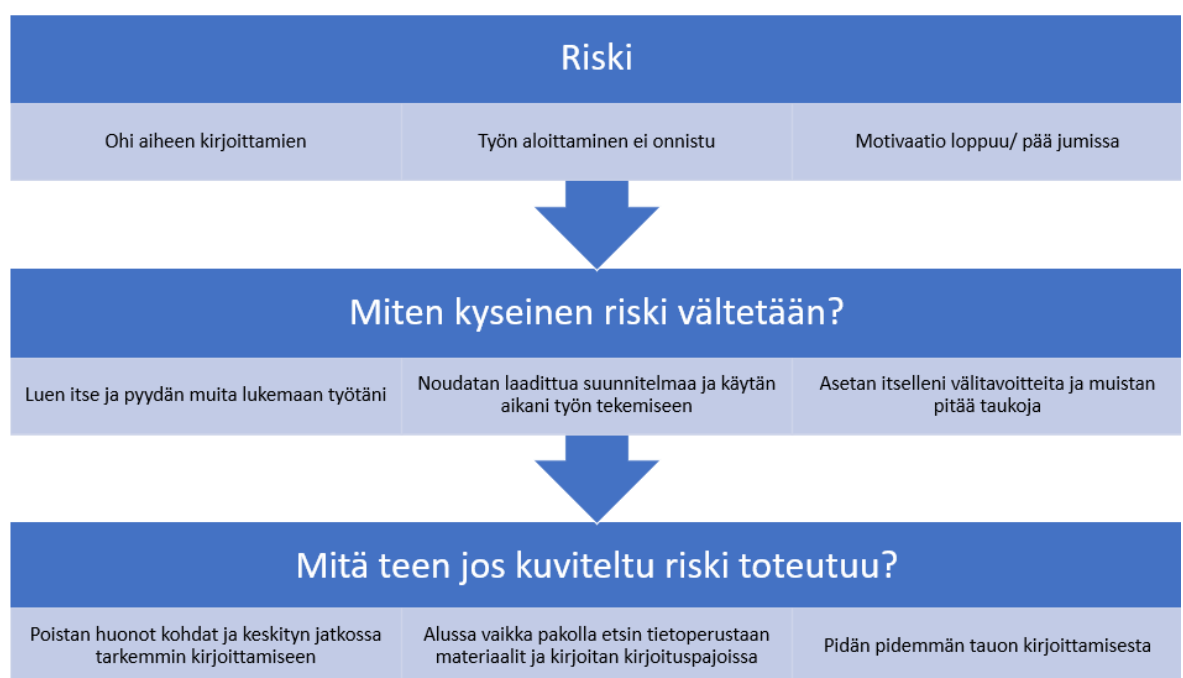 Riski
Ohi aiheen kirjoittamien
Työn aloittaminen ei onnistu
Motivaatio loppuu/ pää jumissa
Miten kyseinen riski vältetään?
Luen itse ja pyydän muita lukemaan työtäni
Noudatan laadittua suunnitelmaa ja käytän
aikani työn tekemiseen
Asetan itselleni välitavoitteita ja muistan
pitää taukoja
Mitä teen jos kuviteltu riski toteutuu?
Poistan huonot kohdat ja keskityn jatkossa
tarkemmin kirjoittamiseen
Alussa vaikka pakolla etsin tietoperustaan
materiaalit ja kirjoitan kirjoituspajoissa
Pidän pidemmän tauon kirjoittamisesta